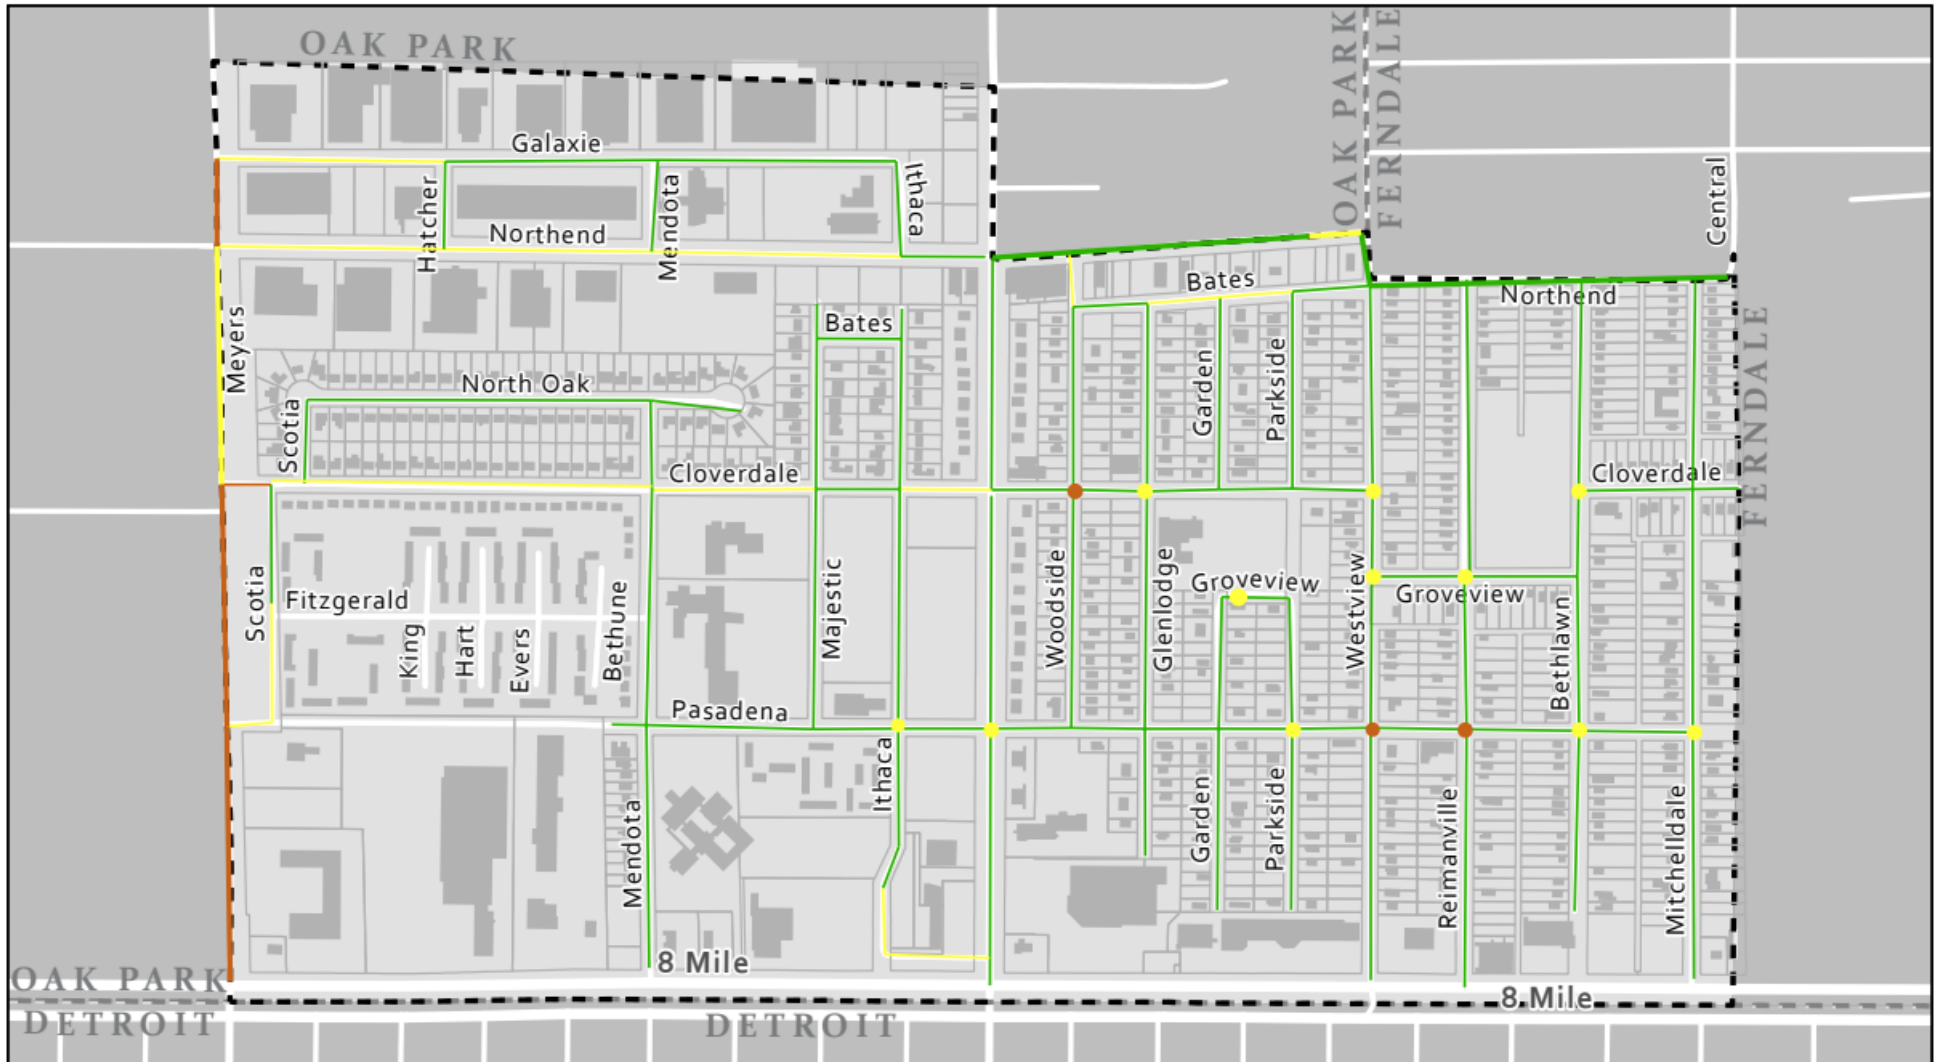 OAK PARK
OAK PARK
FERNDALE
Galaxie
Hatcher
Mendota
Ithaca
Central
Northend
Bates
Northend
Meyers
Bates
FERNDALE
North Oak
Garden
Parkside
Scotia
Cloverdale
Cloverdale
Scotia
Fitzgerald
King
Hart
Evers
Bethune
Majestic
Woodside
Glenlodge
Groveview
Westview
Groveview
Bethlawn
Pasadena
Ithaca
Mendota
Garden
Parkside
Reimanville
Mitchelldale
8 Mile
OAK PARK
8 Mile
DETROIT
DETROIT